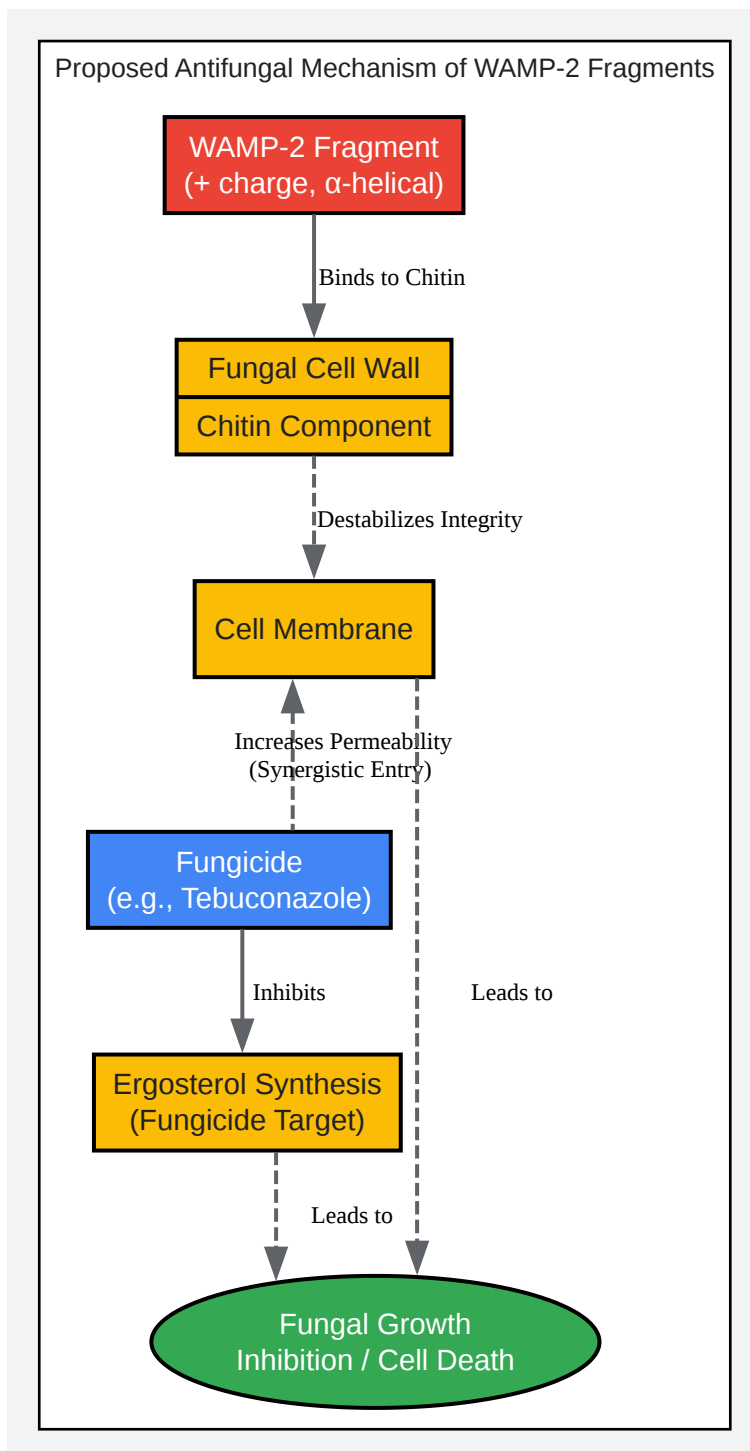 Proposed Antifungal Mechanism of WAMP-2 Fragments
WAMP-2 Fragment
(+ charge, α-helical)
Binds to Chitin
Fungal Cell Wall
Chitin Component
Destabilizes Integrity
Cell Membrane
Increases Permeability
(Synergistic Entry)
Fungicide
(e.g., Tebuconazole)
Inhibits
Leads to
Ergosterol Synthesis
(Fungicide Target)
Leads to
Fungal Growth
Inhibition / Cell Death